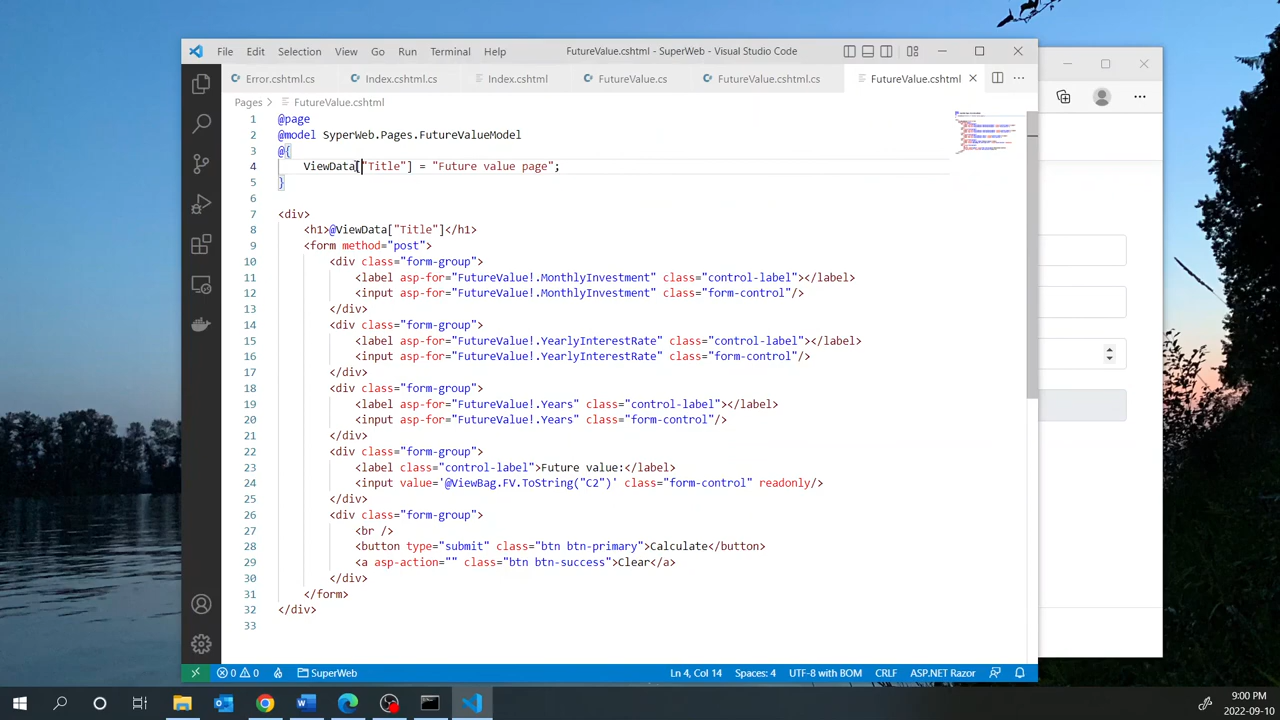 File Edit Selection View Go Run Terminal Help FutureValue.cshtml - SuperWeb - Visual Studio Code
Error.cshtml.cs Index.cshtml.cs Index.cshtml FutureValue.cs FutureValue.cshtml.cs FutureValue.cshtml
Pages > FutureValue.cshtml
@page
SyperWeb.Pages.FutureValueModel
@{
4 ViewData["Title"] = "Future value page";
5 }
6
7 <div>
8 <h1>@ViewData["Title"]</h1>
9 <form method="post">
10 <div class="form-group">
11 <label asp-for="FutureValue!.MonthlyInvestment" class="control-label"></label>
12 <input asp-for="FutureValue!.MonthlyInvestment" class="form-control"/>
13 </div>
14 <div class="form-group">
15 <label asp-for="FutureValue!.YearlyInterestRate" class="control-label"></label>
16 <input asp-for="FutureValue!.YearlyInterestRate" class="form-control"/>
17 </div>
18 <div class="form-group">
19 <label asp-for="FutureValue!.Years" class="control-label"></label>
20 <input asp-for="FutureValue!.Years" class="form-control"/>
21 </div>
22 <div class="form-group">
23 <label class="control-label">Future value:</label>
24 <input value='@ViewBag.FV.ToString("C2")' class="form-control" readonly/>
25 </div>
26 <div class="form-group">
27 <br />
28 <button type="submit" class="btn btn-primary">Calculate</button>
29 <a asp-action="" class="btn btn-success">Clear</a>
30 </div>
31 </form>
32 </div>
33
0 0 SuperWeb Ln 4, Col 14 Spaces: 4 UTF-8 with BOM CRLF ASP.NET Razor
9:00 PM
2022-09-10